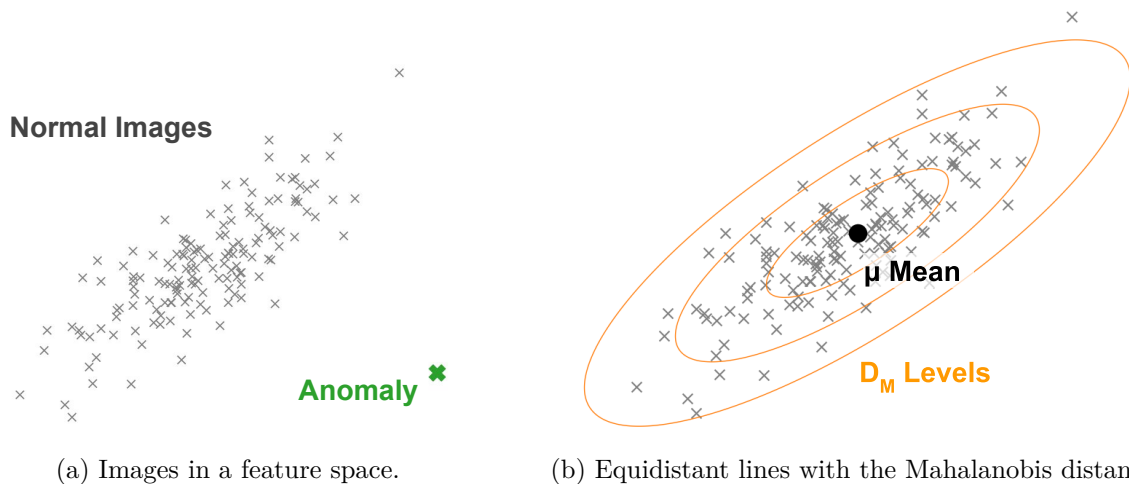 Normal Images
Anomaly
μ Mean
D_M Levels
(a) Images in a feature space.
(b) Equidistant lines with the Mahalanobis distan